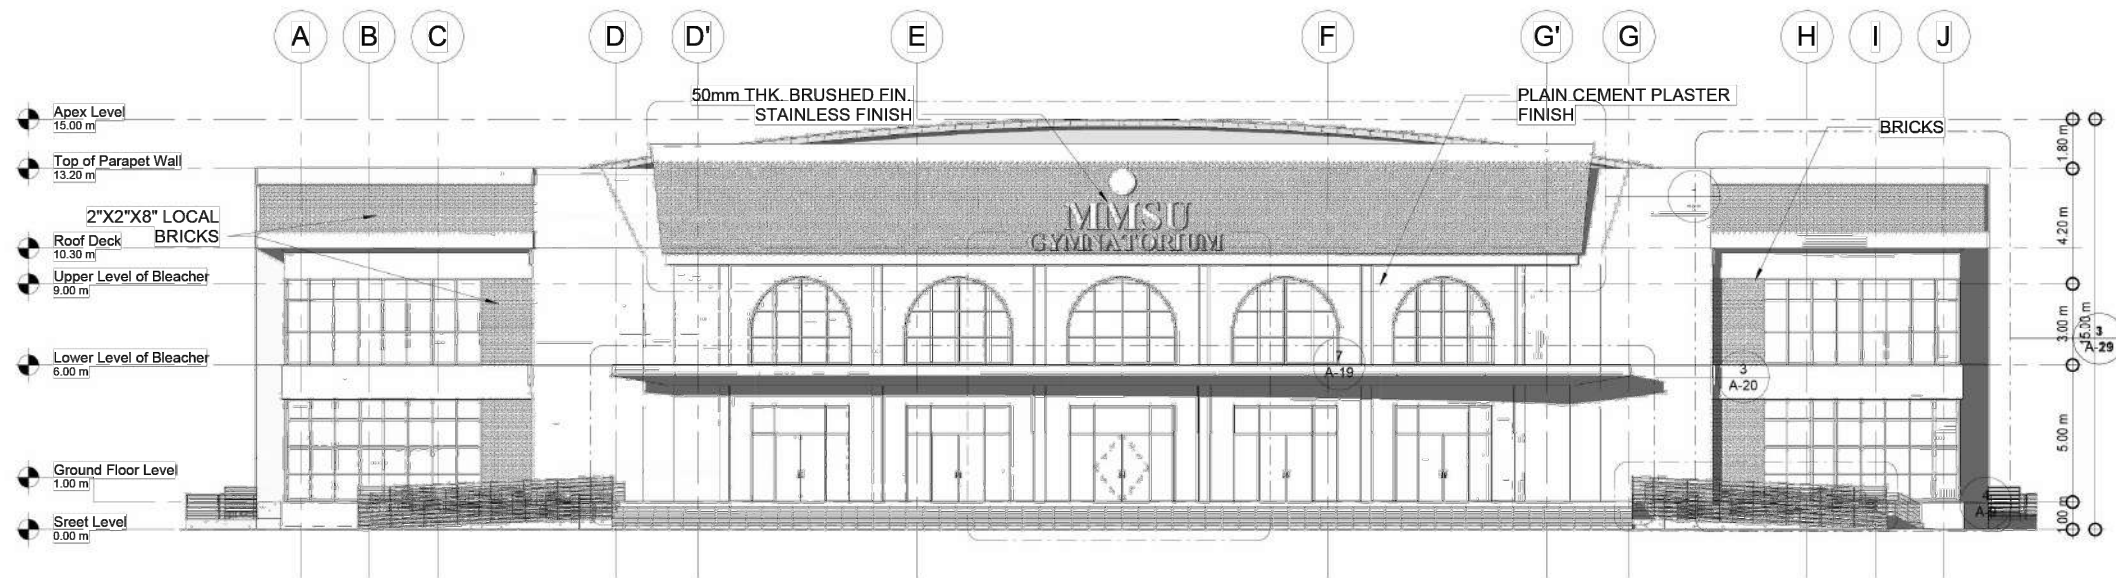 A B C D D' E F G' G H I J
50mm THK. BRUSHED FIN.
STAINLESS FINISH
PLAIN CEMENT PLASTER
FINISH
BRICKS
Apex Level
15.00 m
Top of Parapet Wall
13.20 m
2"X2"X8" LOCAL
BRICKS
Roof Deck
10.30 m
Upper Level of Bleacher
9.00 m
Lower Level of Bleacher
6.00 m
Ground Floor Level
1.00 m
Sreet Level
0.00 m
MMSU
GYMNATORIUM
7
A-19
3
A-20
3
A-29
4
1.80 m
4.20 m
3.00 m
15.00 m
5.00 m
1.00 m